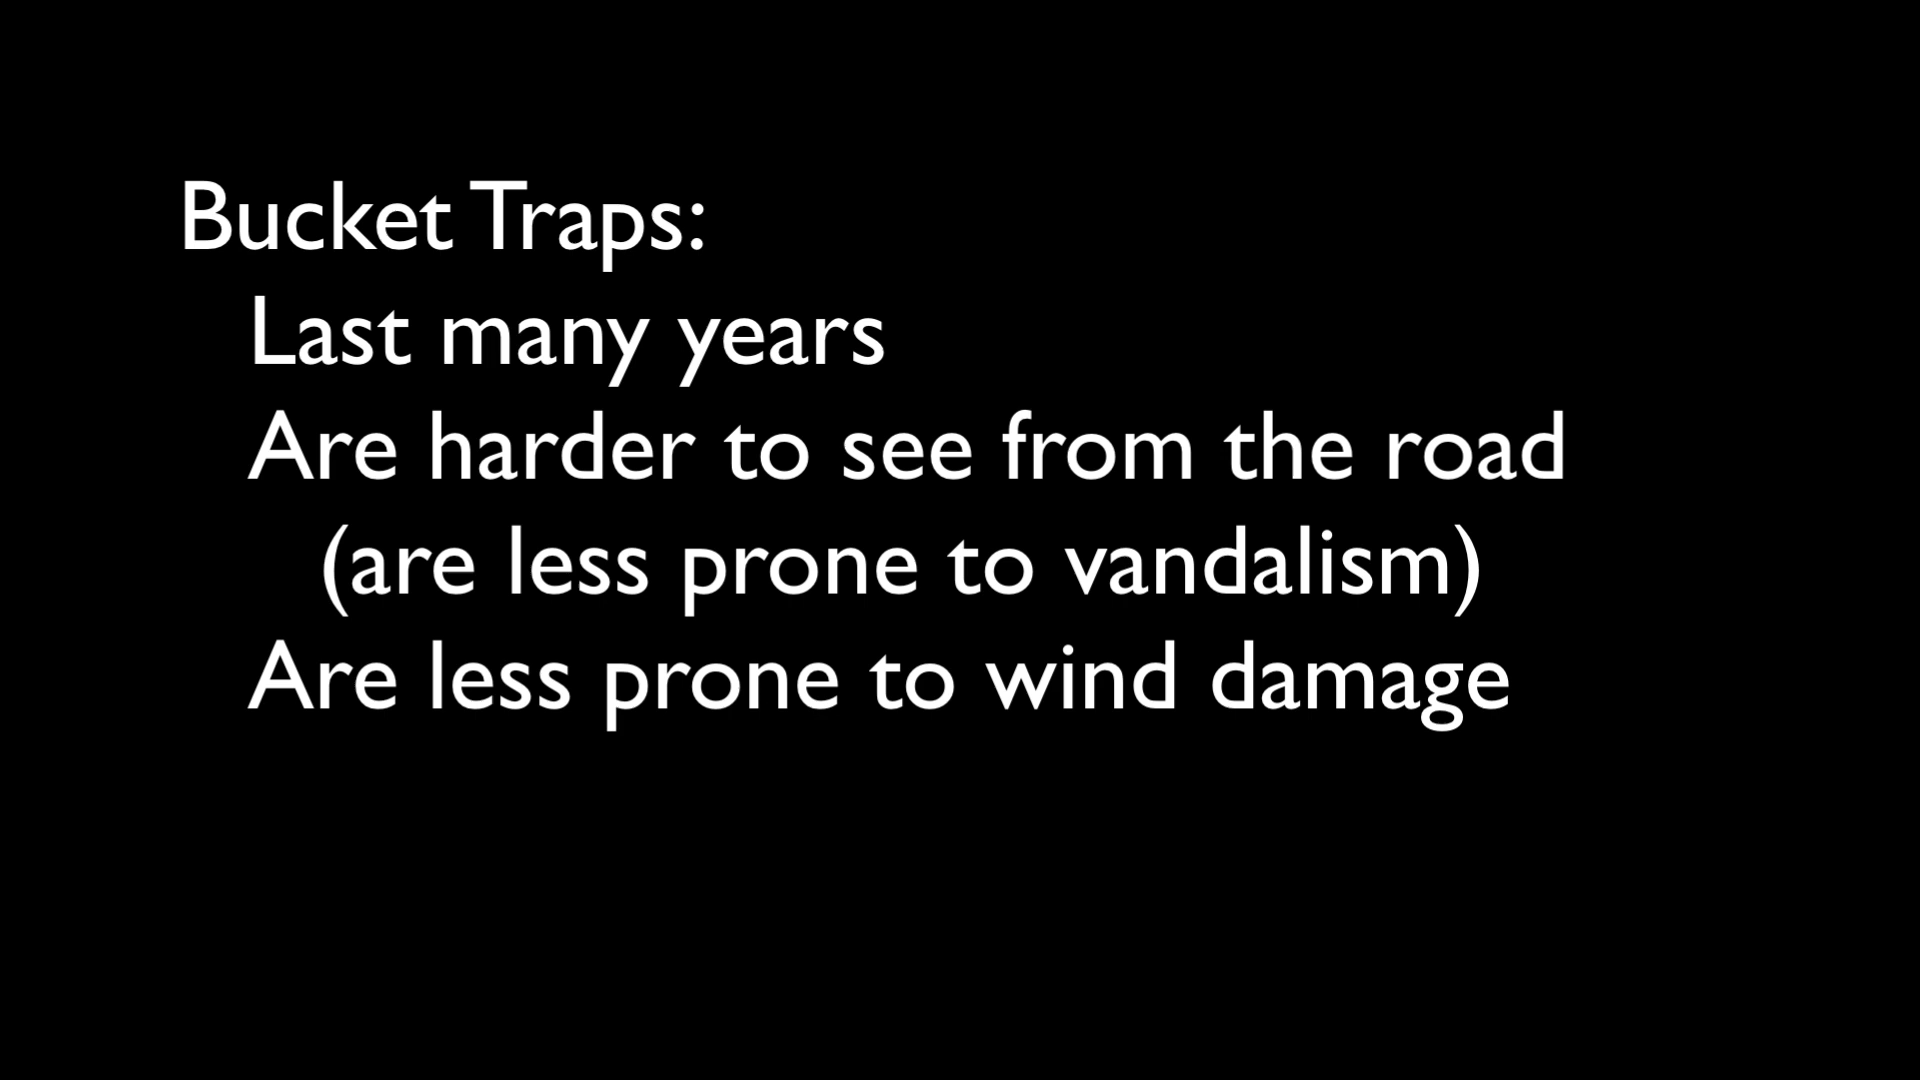 Bucket Traps:
Last many years
Are harder to see from the road
(are less prone to vandalism)
Are less prone to wind damage